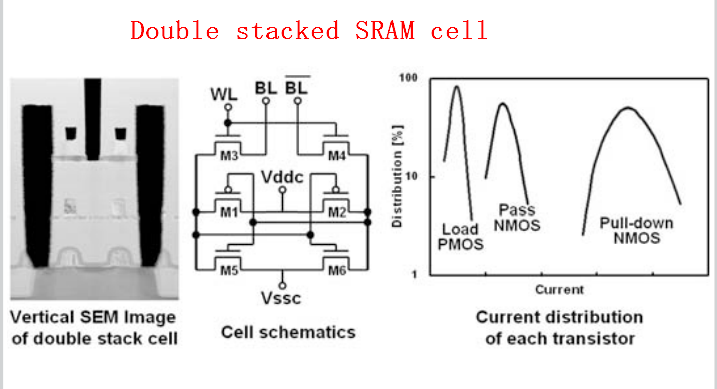 Double stacked SRAM cell
WL
BL
BL
M3
M4
Vddc
M1
M2
M5
M6
Vssc
Vertical SEM Image
of double stack cell
Cell schematics
Distribution [%]
100
10
1
Load
PMOS
Pass
NMOS
Pull-down
NMOS
Current
Current distribution
of each transistor